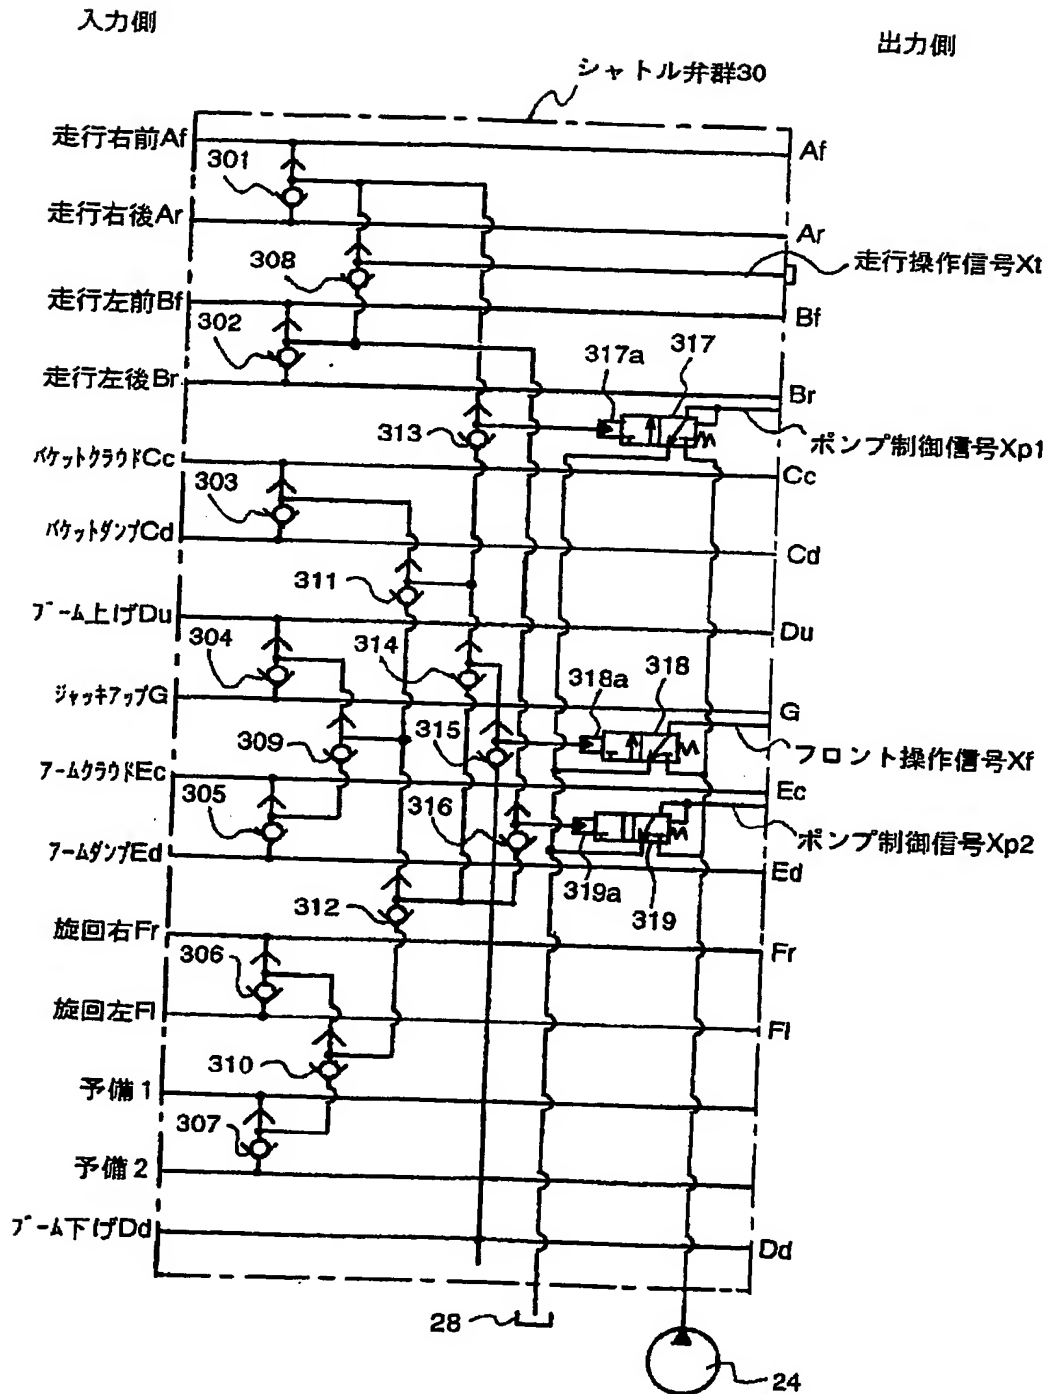 入力側
出力側
シャトル弁群30
走行右前Af
Af
301
走行右後Ar
Ar
308
走行操作信号Xt
走行左前Bf
Bf
302
317a
317
走行左後Br
Br
313
ポンプ制御信号Xp1
バケットクラウドCc
Cc
303
バケットダンプCd
Cd
311
ブーム上げDu
Du
304
314
318a
318
ジャッキアップG
G
309
315
フロント操作信号Xf
アームクラウドEc
Ec
305
316
ポンプ制御信号Xp2
アームダンプEd
Ed
319a
319
312
旋回右Fr
Fr
306
旋回左Fl
Fl
310
予備1
307
予備2
ブーム下げDd
Dd
28
24